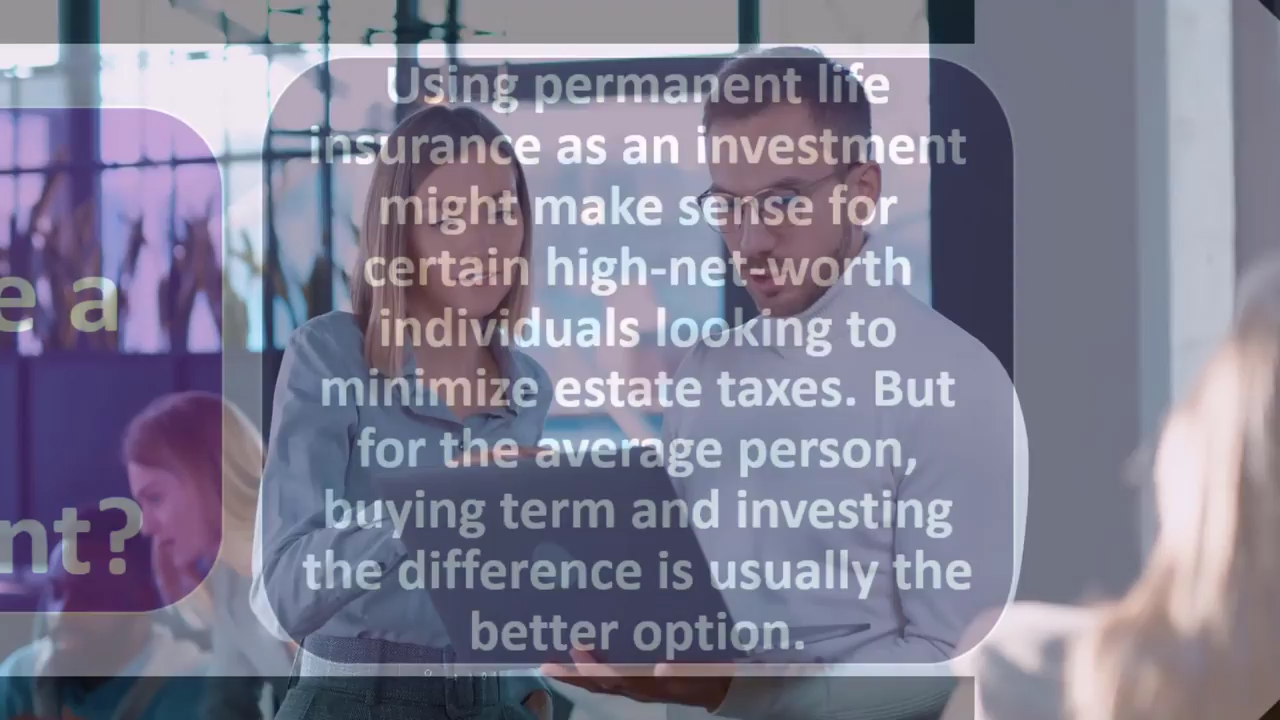 e a
nt?
Using permanent life
insurance as an investment
might make sense for
certain high-net-worth
individuals looking to
minimize estate taxes. But
for the average person,
buying term and investing
the difference is usually the
better option.